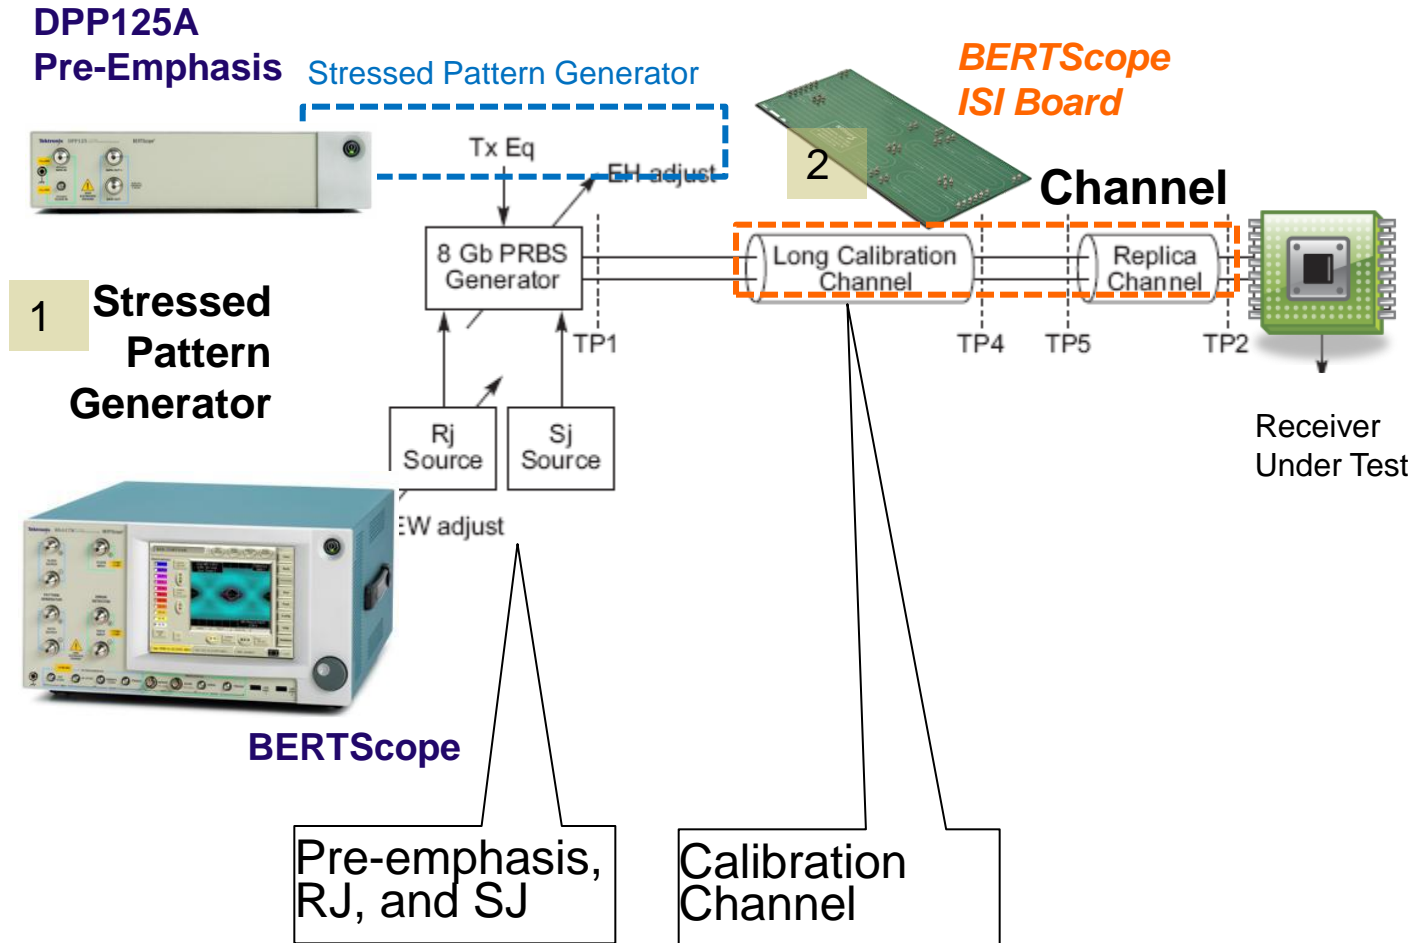 DPP125A
Pre-Emphasis
Stressed Pattern Generator
BERTScope
ISI Board
Tx Eq
EH adjust
2
Channel
8 Gb PRBS
Generator
Long Calibration
Channel
Replica
Channel
1
Stressed
Pattern
Generator
TP1
TP4
TP5
TP2
Rj
Source
Sj
Source
Receiver
Under Test
EW adjust
BERTScope
Pre-emphasis,
RJ, and SJ
Calibration
Channel